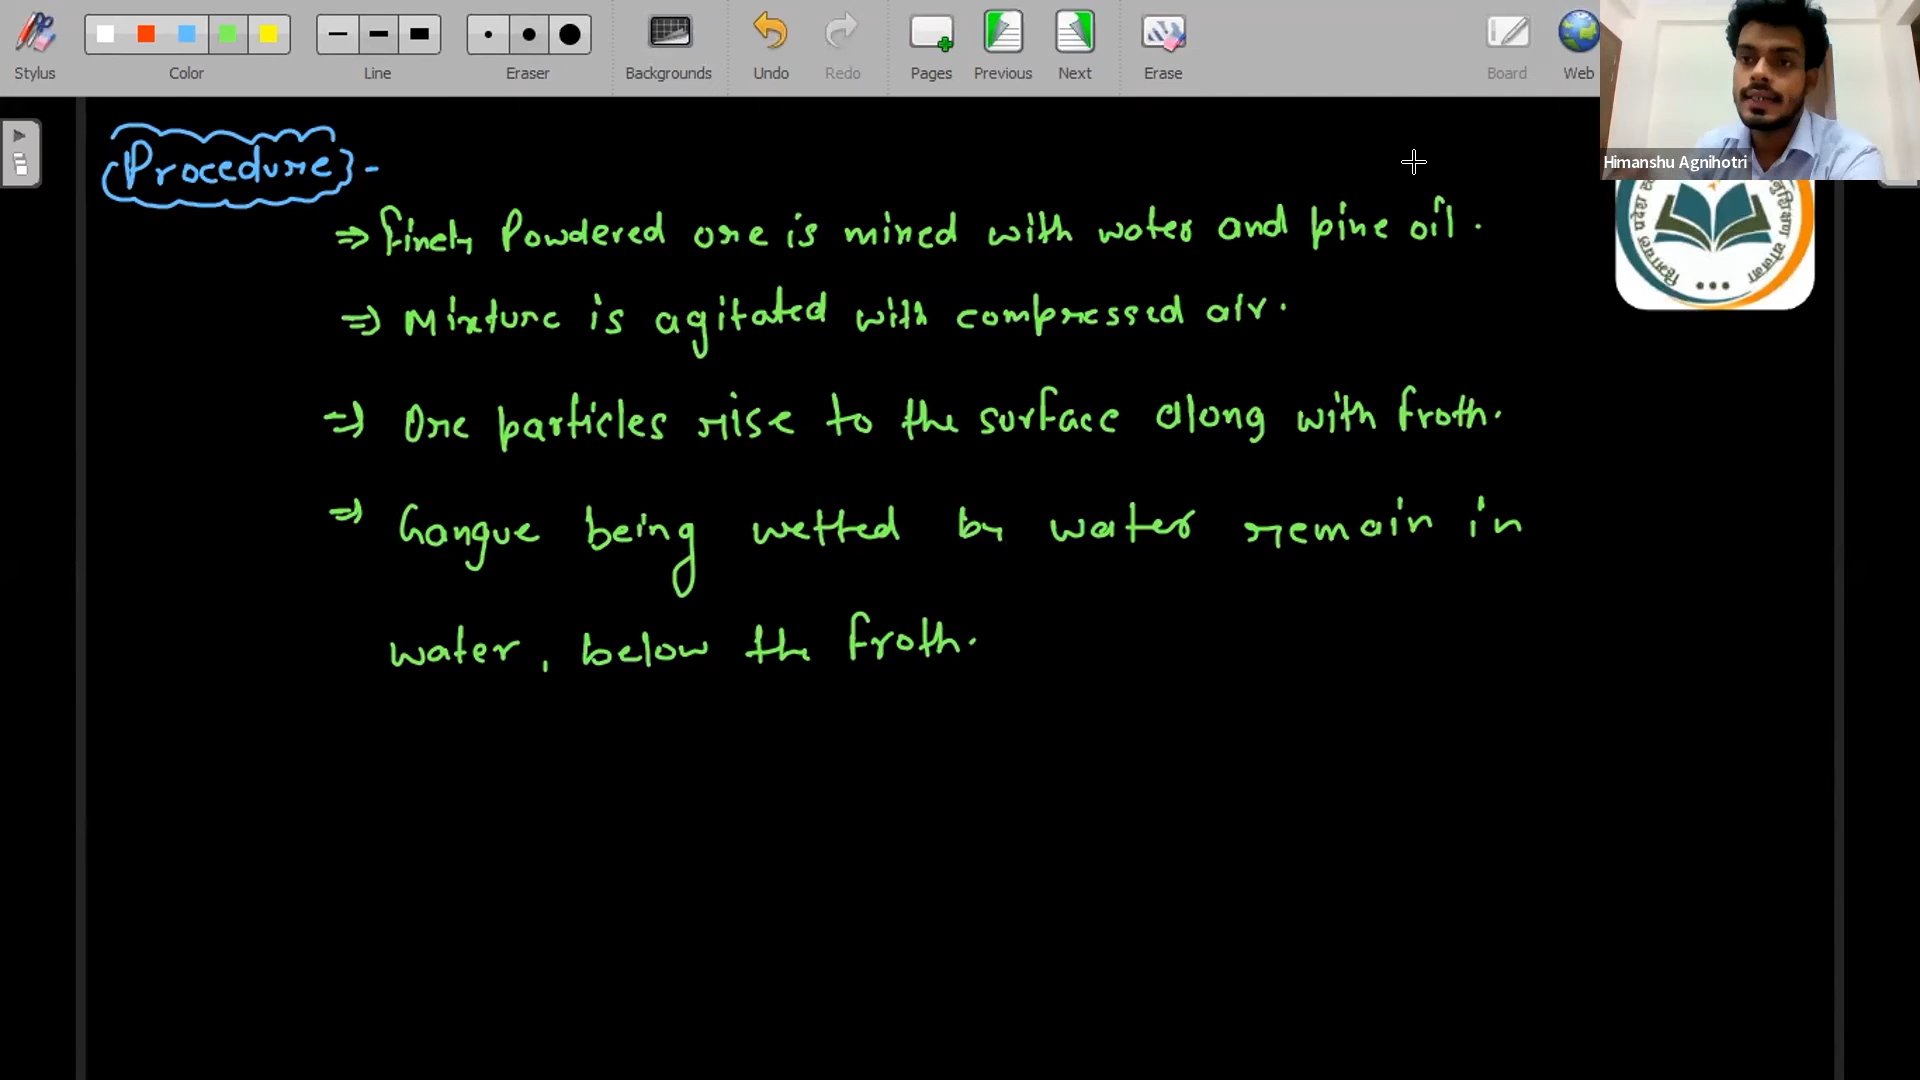 Stylus
Color
Line
Eraser
Backgrounds
Undo
Redo
Pages
Previous
Next
Erase
Board
Web
Himanshu Agnihotri
Procedure -
⇒ finely Powdered ore is mixed with water and pine oil.
⇒ Mixture is agitated with compressed air.
⇒ Ore particles rise to the surface along with froth.
⇒ Gangue being wetted by water remain in
water, below the froth.